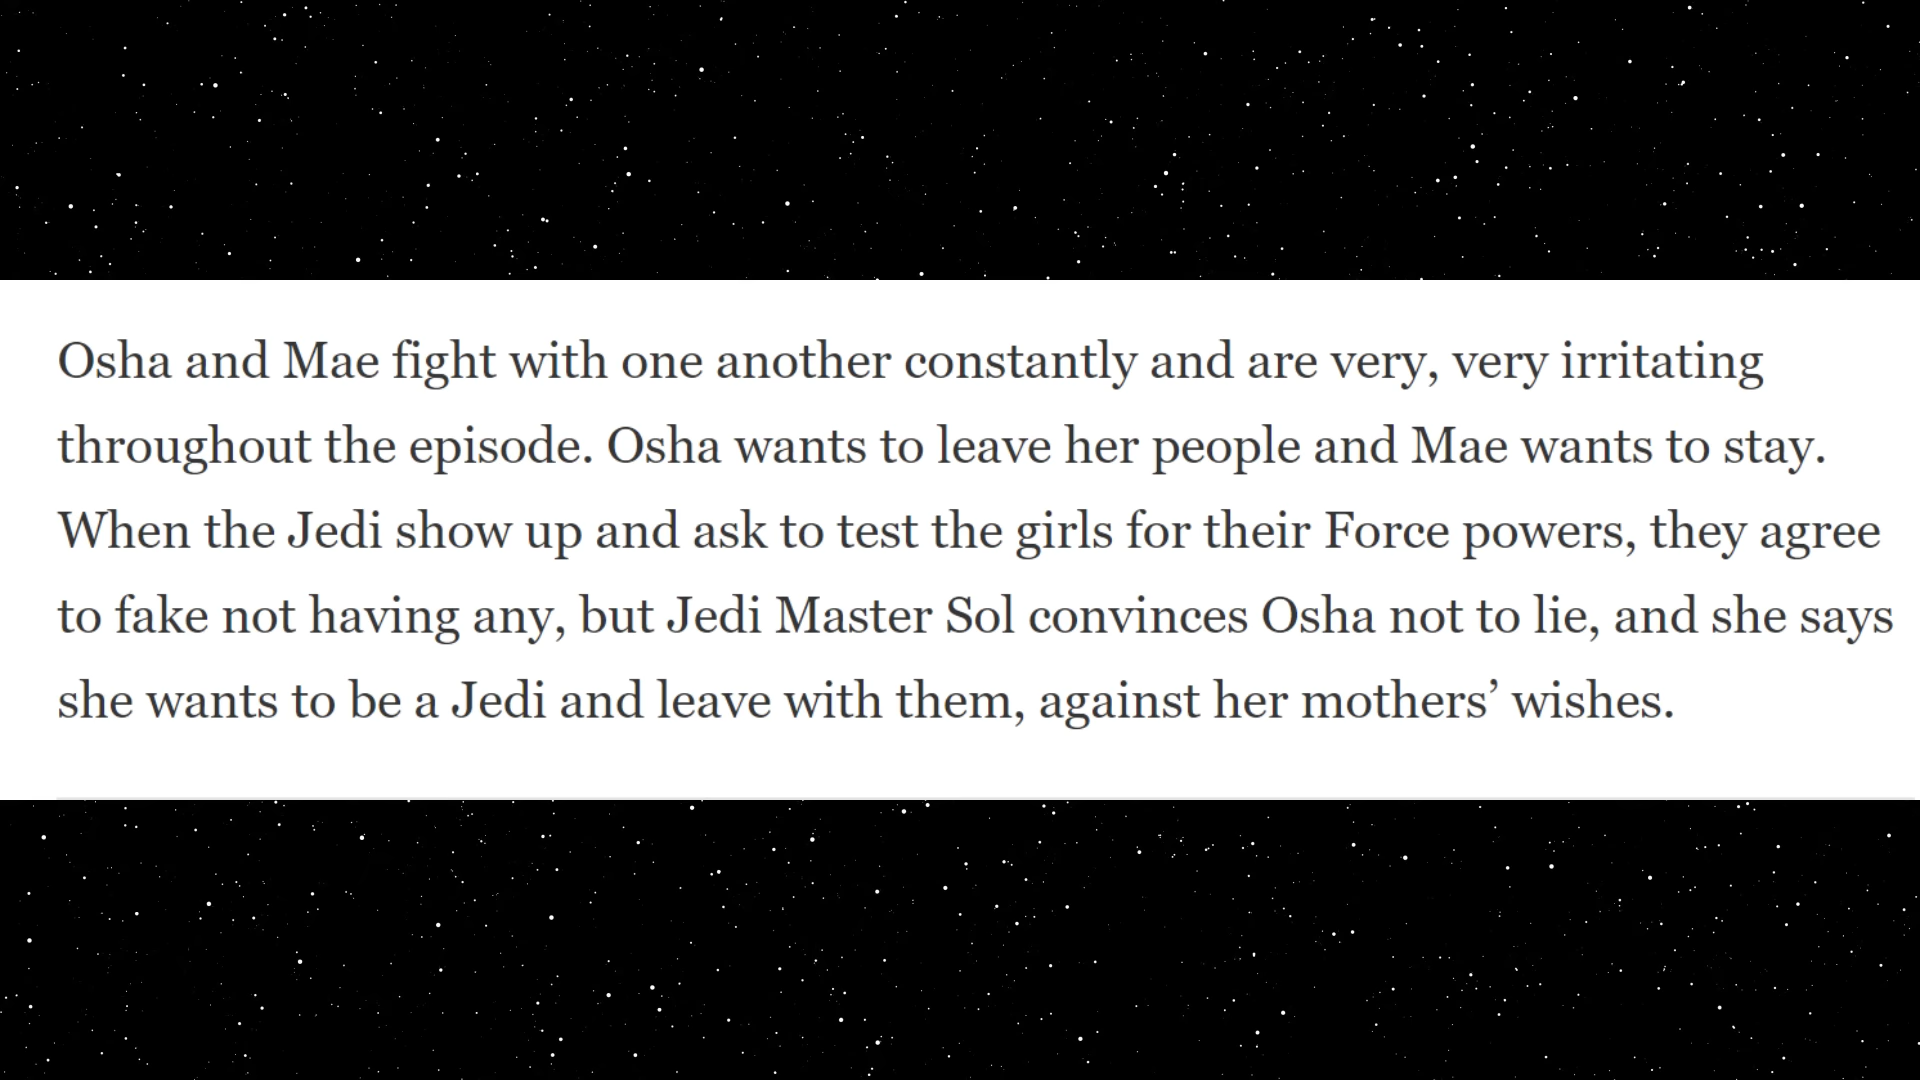 Osha and Mae fight with one another constantly and are very, very irritating
throughout the episode. Osha wants to leave her people and Mae wants to stay.
When the Jedi show up and ask to test the girls for their Force powers, they agree
to fake not having any, but Jedi Master Sol convinces Osha not to lie, and she says
she wants to be a Jedi and leave with them, against her mothers’ wishes.